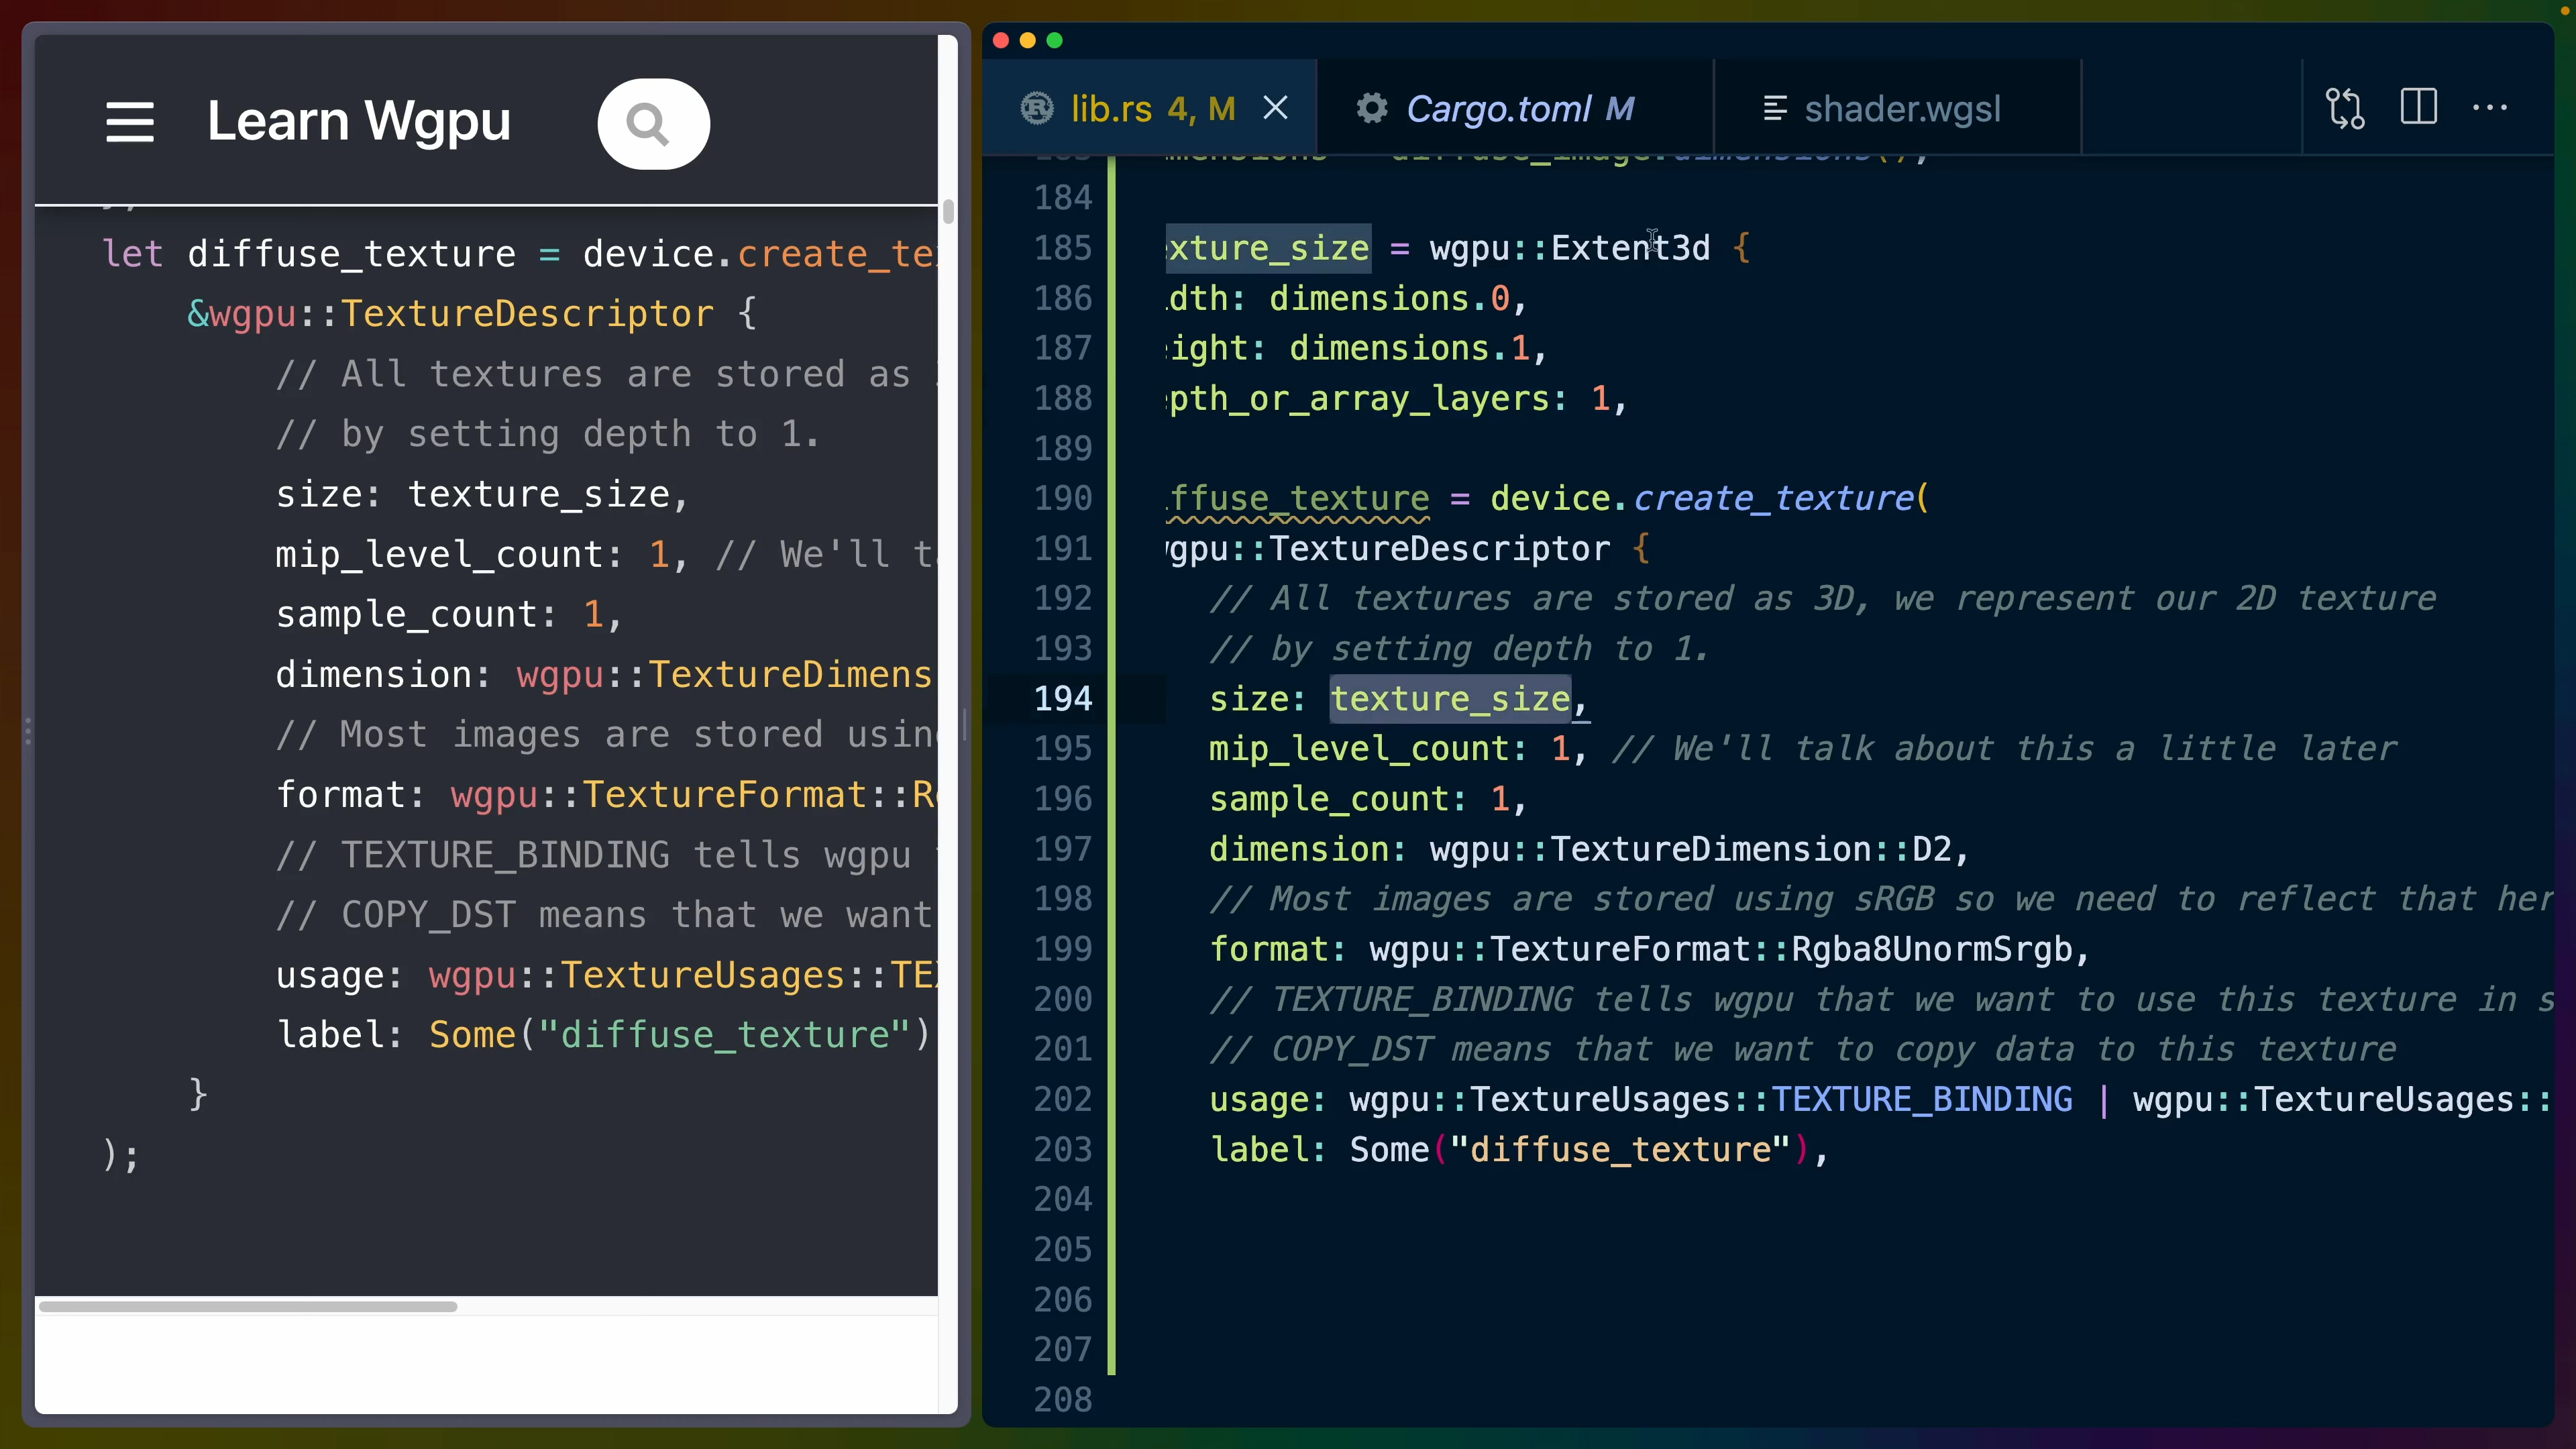 Learn Wgpu
let diffuse_texture = device.create_te
&wgpu::TextureDescriptor {
// All textures are stored as
// by setting depth to 1.
size: texture_size,
mip_level_count: 1, // We'll t
sample_count: 1,
dimension: wgpu::TextureDimens
// Most images are stored usin
format: wgpu::TextureFormat::R
// TEXTURE_BINDING tells wgpu
// COPY_DST means that we want
usage: wgpu::TextureUsages::TE
label: Some("diffuse_texture")
}
);
lib.rs 4, M
Cargo.toml M
shader.wgsl
mensions = diffuse_image.dimensions();
184
185 xture_size = wgpu::Extent3d {
186 dth: dimensions.0,
187 ight: dimensions.1,
188 pth_or_array_layers: 1,
189
190 ffuse_texture = device.create_texture(
191 gpu::TextureDescriptor {
192 // All textures are stored as 3D, we represent our 2D texture
193 // by setting depth to 1.
194 size: texture_size,
195 mip_level_count: 1, // We'll talk about this a little later
196 sample_count: 1,
197 dimension: wgpu::TextureDimension::D2,
198 // Most images are stored using sRGB so we need to reflect that her
199 format: wgpu::TextureFormat::Rgba8UnormSrgb,
200 // TEXTURE_BINDING tells wgpu that we want to use this texture in s
201 // COPY_DST means that we want to copy data to this texture
202 usage: wgpu::TextureUsages::TEXTURE_BINDING | wgpu::TextureUsages::
203 label: Some("diffuse_texture"),
204
205
206
207
208